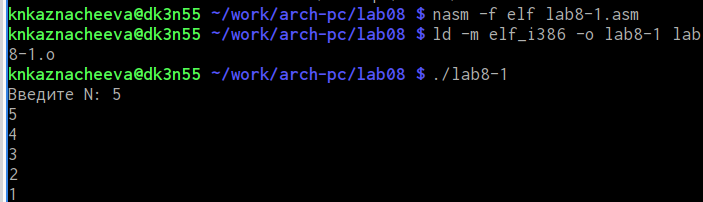 knkaznacheeva@dk3n55 ~/work/arch-pc/lab08 $ nasm -f elf lab8-1.asm
knkaznacheeva@dk3n55 ~/work/arch-pc/lab08 $ ld -m elf_i386 -o lab8-1 lab
8-1.o
knkaznacheeva@dk3n55 ~/work/arch-pc/lab08 $ ./lab8-1
Введите N: 5
5
4
3
2
1